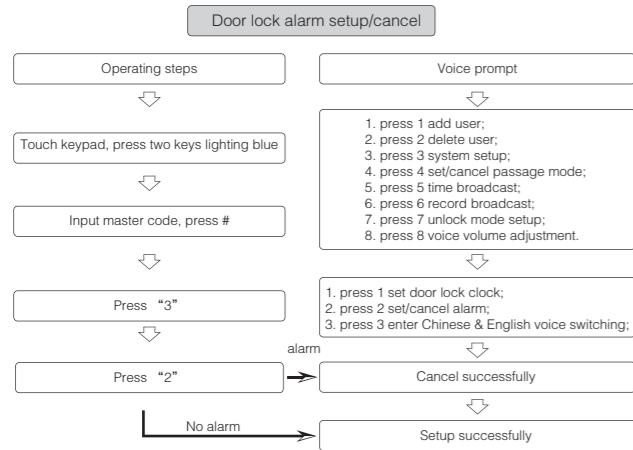 Door lock alarm setup/cancel
Operating steps
Voice prompt
Touch keypad, press two keys lighting blue
1. press 1 add user;
2. press 2 delete user;
3. press 3 system setup;
4. press 4 set/cancel passage mode;
5. press 5 time broadcast;
6. press 6 record broadcast;
7. press 7 unlock mode setup;
8. press 8 voice volume adjustment.
Input master code, press #
Press “3”
1. press 1 set door lock clock;
2. press 2 set/cancel alarm;
3. press 3 enter Chinese & English voice switching;
Press “2”
alarm
Cancel successfully
No alarm
Setup successfully